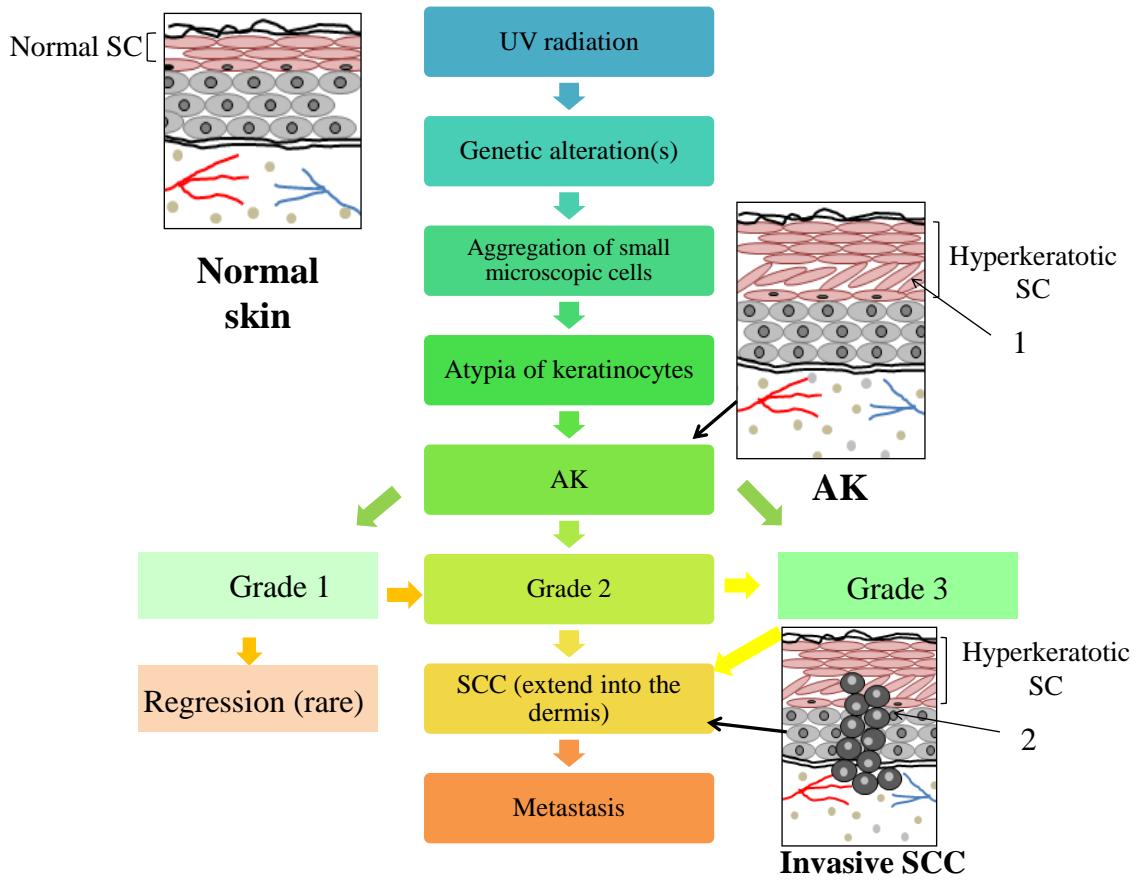 Normal SC
Normal
skin
UV radiation
Genetic alteration(s)
Aggregation of small
microscopic cells
Atypia of keratinocytes
AK
Hyperkeratotic
SC
1
AK
Grade 1
Grade 2
Grade 3
Regression (rare)
SCC (extend into the
dermis)
Metastasis
Hyperkeratotic
SC
2
Invasive SCC